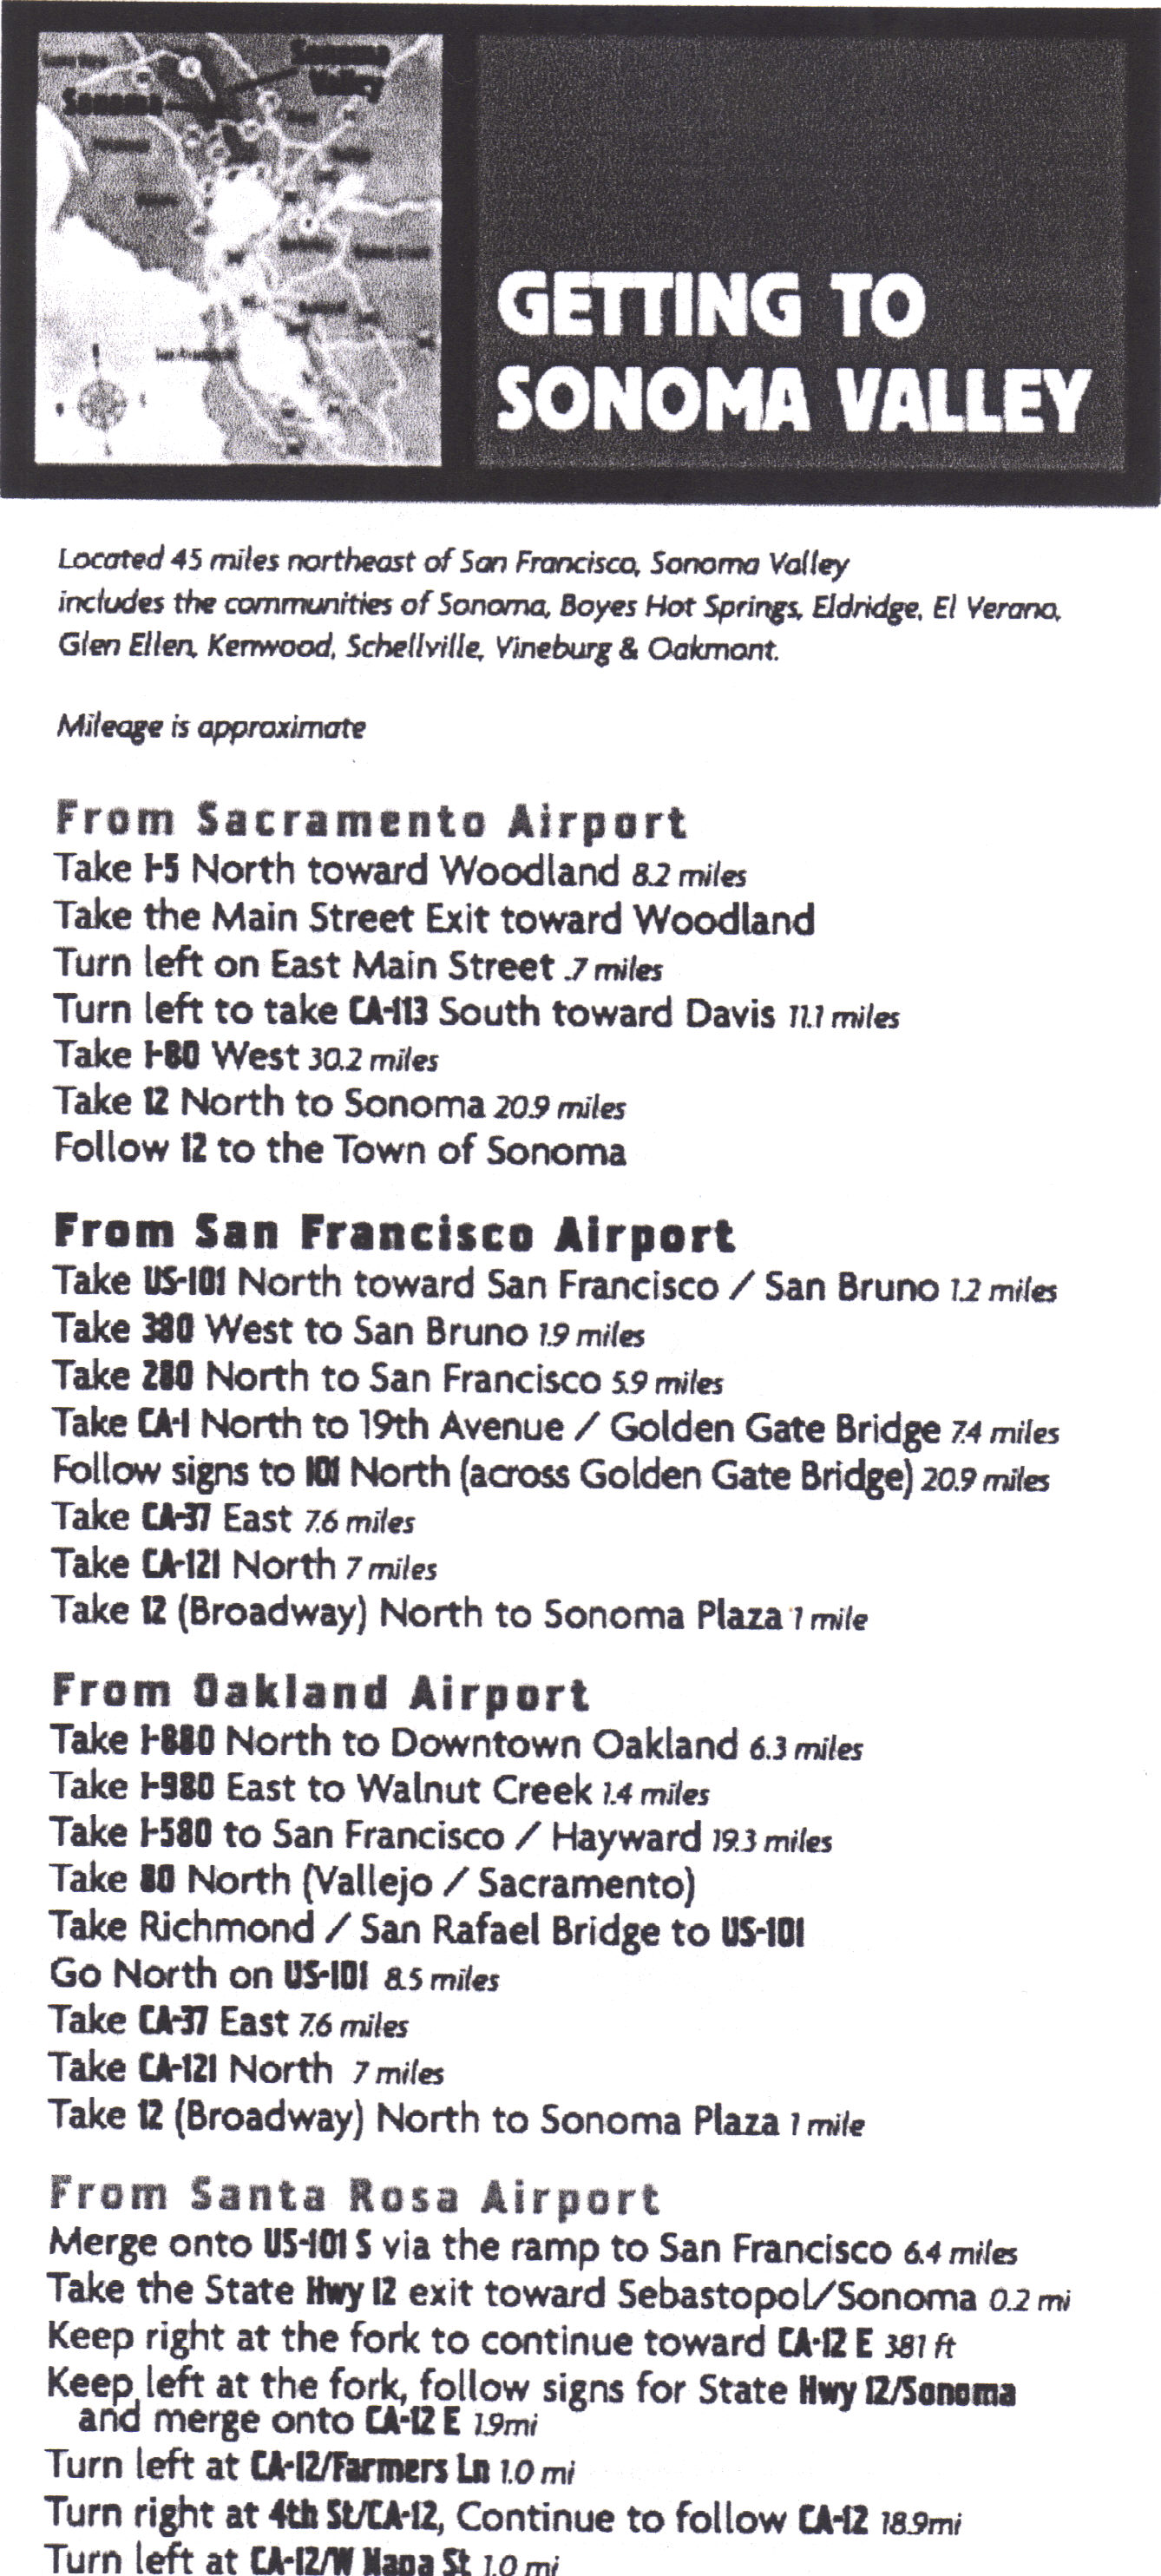 Sonoma
Valley
Sonoma
GETTING TO
SONOMA VALLEY
Located 45 miles northeast of San Francisco, Sonoma Valley
includes the communities of Sonoma, Boyes Hot Springs, Eldridge, El Verano,
Glen Ellen, Kenwood, Schellville, Vineburg & Oakmont.
Mileage is approximate
From Sacramento Airport
Take I-5 North toward Woodland 8.2 miles
Take the Main Street Exit toward Woodland
Turn left on East Main Street .7 miles
Turn left to take CA-113 South toward Davis 11.1 miles
Take I-80 West 30.2 miles
Take 12 North to Sonoma 20.9 miles
Follow 12 to the Town of Sonoma
From San Francisco Airport
Take US-101 North toward San Francisco / San Bruno 1.2 miles
Take 380 West to San Bruno 1.9 miles
Take 280 North to San Francisco 5.9 miles
Take CA-1 North to 19th Avenue / Golden Gate Bridge 7.4 miles
Follow signs to 101 North (across Golden Gate Bridge) 20.9 miles
Take CA-37 East 7.6 miles
Take CA-121 North 7 miles
Take 12 (Broadway) North to Sonoma Plaza 1 mile
From Oakland Airport
Take I-880 North to Downtown Oakland 6.3 miles
Take I-980 East to Walnut Creek 1.4 miles
Take I-580 to San Francisco / Hayward 19.3 miles
Take 80 North (Vallejo / Sacramento)
Take Richmond / San Rafael Bridge to US-101
Go North on US-101 8.5 miles
Take CA-37 East 7.6 miles
Take CA-121 North 7 miles
Take 12 (Broadway) North to Sonoma Plaza 1 mile
From Santa Rosa Airport
Merge onto US-101 S via the ramp to San Francisco 6.4 miles
Take the State Hwy 12 exit toward Sebastopol/Sonoma 0.2 mi
Keep right at the fork to continue toward CA-12 E 381 ft
Keep left at the fork, follow signs for State Hwy 12/Sonoma
and merge onto CA-12 E 1.9mi
Turn left at CA-12/Farmers Ln 1.0 mi
Turn right at 4th St/CA-12, Continue to follow CA-12 18.9mi
Turn left at CA-12/W Napa St 1.0 mi